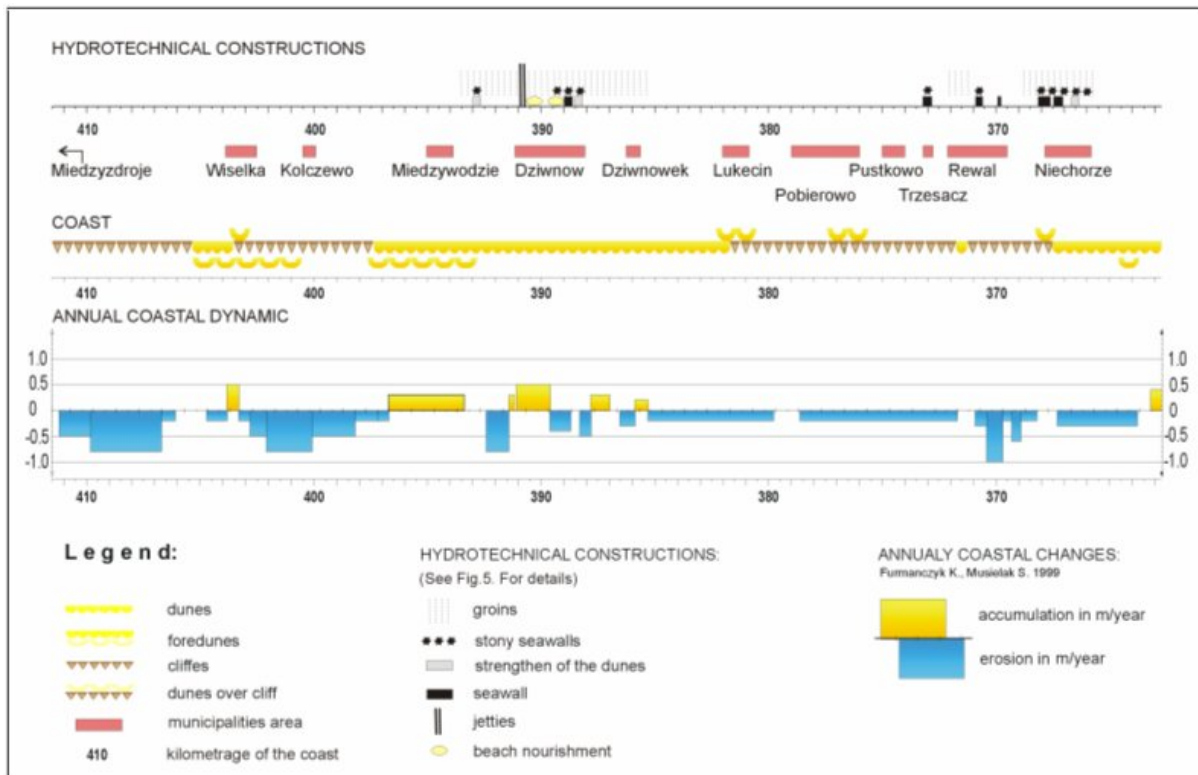 HYDROTECHNICAL CONSTRUCTIONS
410 400 390 380 370
Miedzyzdroje Wiselka Kolczewo Miedzywodzie Dziwnow Dziwnowek Lukecin Pustkowo Rewal Niechorze
Pobierowo Trzesacz
COAST
410 400 390 380 370
ANNUAL COASTAL DYNAMIC
1.0 1.0
0.5 0.5
0 0
-0.5 -0.5
-1.0 -1.0
410 400 390 380 370
Legend:
dunes
foredunes
cliffes
dunes over cliff
municipalities area
410 kilometrage of the coast
HYDROTECHNICAL CONSTRUCTIONS:
(See Fig.5. For details)
groins
stony seawalls
strengthen of the dunes
seawall
jetties
beach nourishment
ANNUALY COASTAL CHANGES:
Furmanczyk K., Musielak S. 1999
accumulation in m/year
erosion in m/year